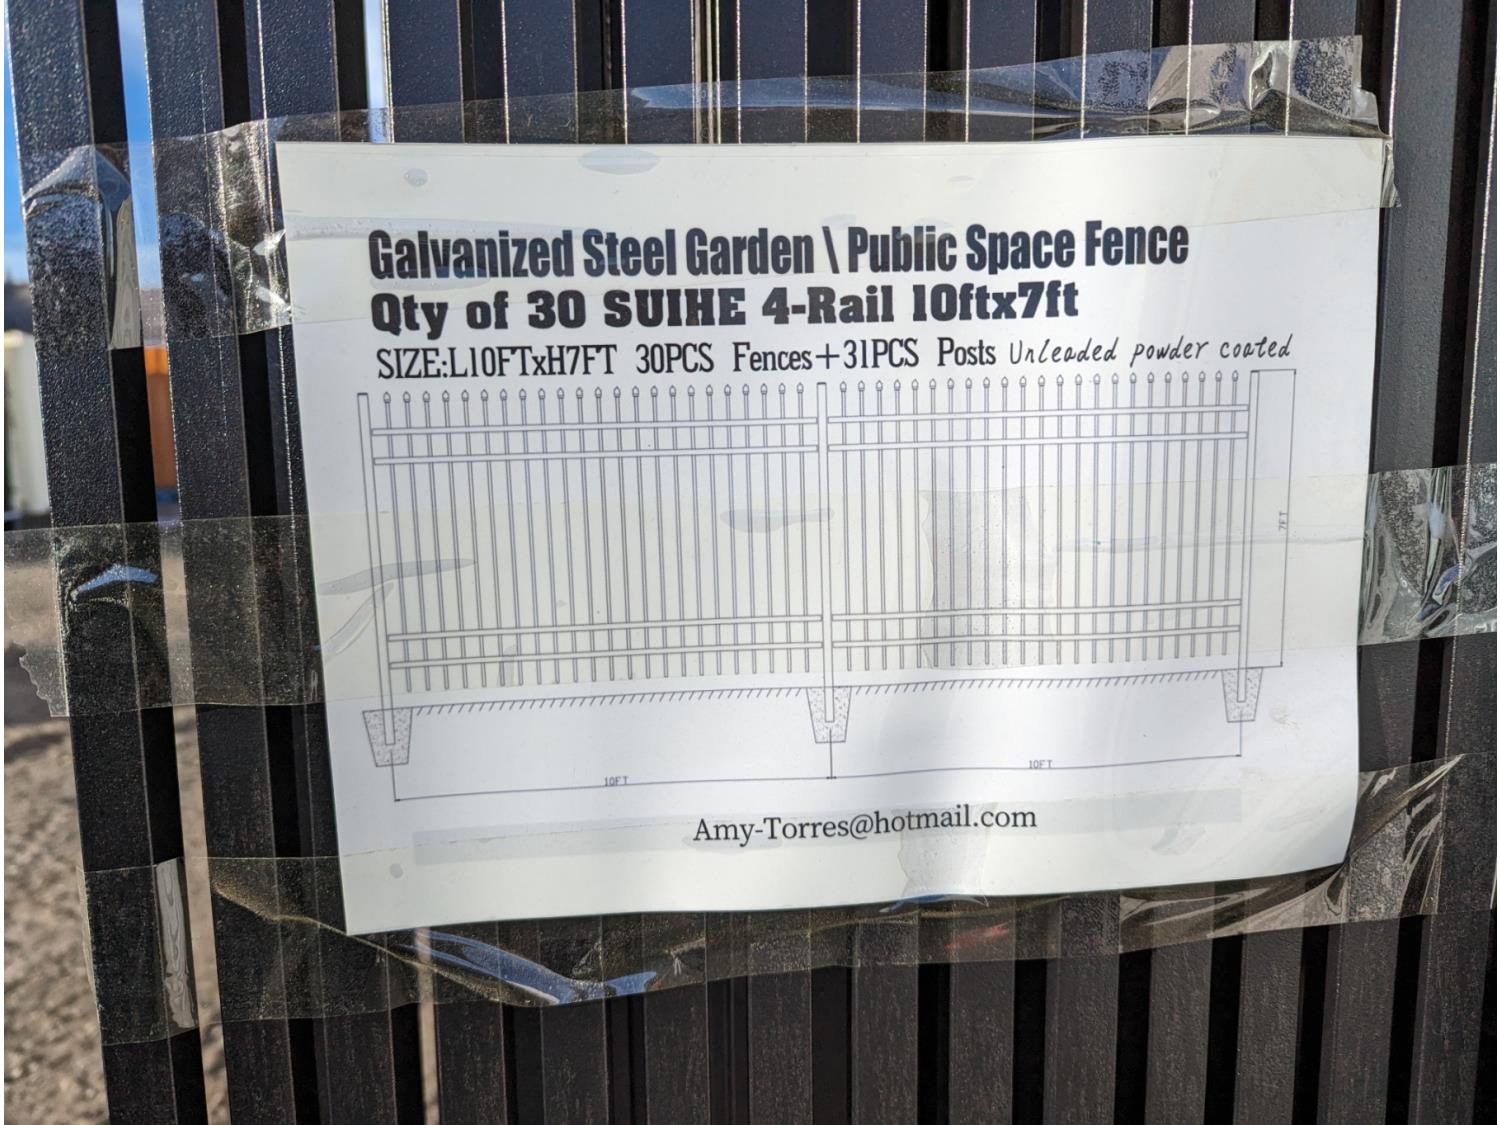 Galvanized Steel Garden \ Public Space Fence
Qty of 30 SUIHE 4-Rail 10ftx7ft
SIZE:L10FTxH7FT 30PCS Fences+31PCS Posts Unleaded powder coated
7FT
10FT
10FT
Amy-Torres@hotmail.com